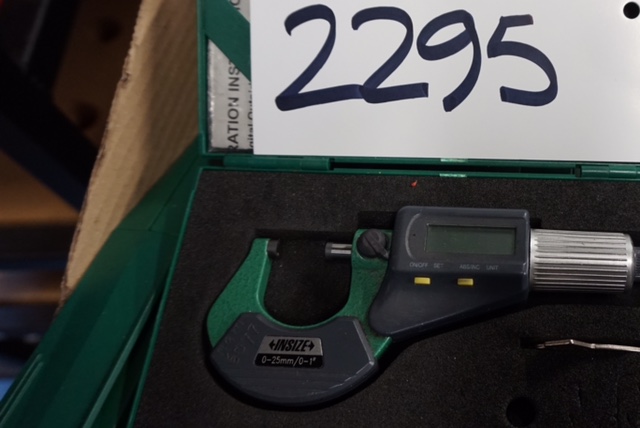 2295
RATION INS
ON/OFF SET ABS/INC UNIT
INSIZE
0-25mm/0-1"